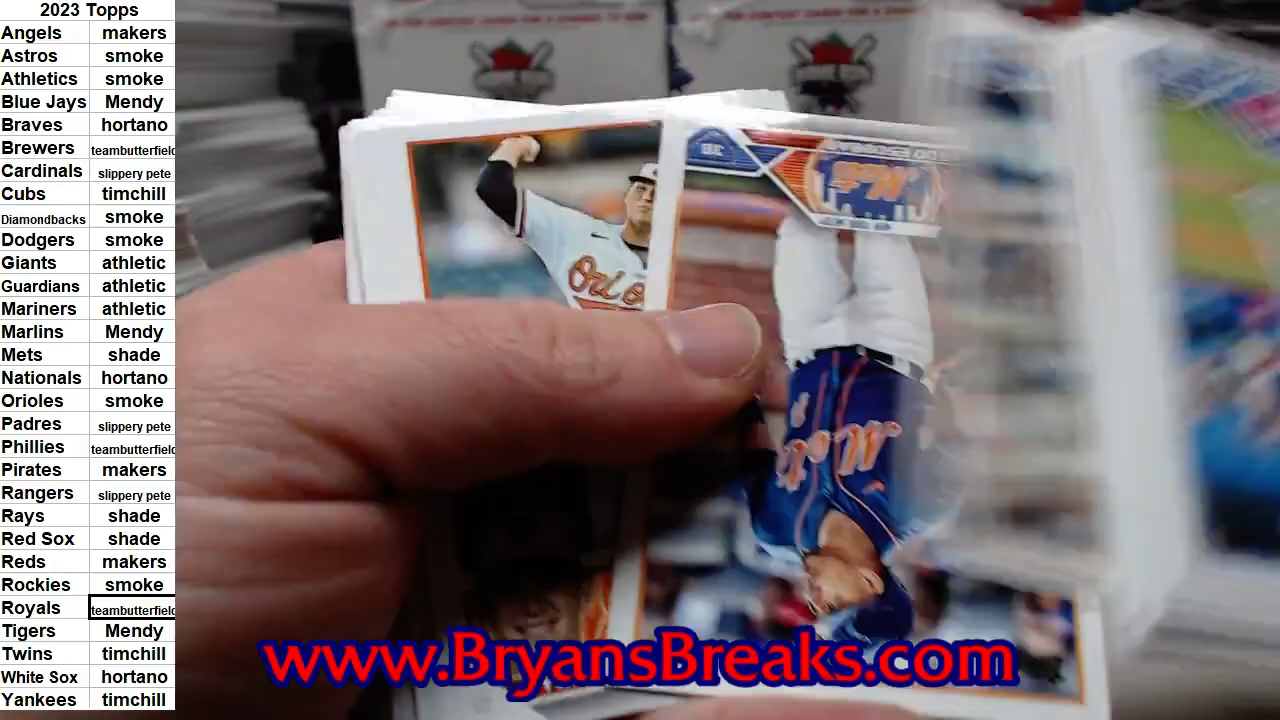 2023 Topps
Angels makers
Astros smoke
Athletics smoke
Blue Jays Mendy
Braves hortano
Brewers teambutterfield
Cardinals slippery pete
Cubs timchill
Diamondbacks smoke
Dodgers smoke
Giants athletic
Guardians athletic
Mariners athletic
Marlins Mendy
Mets shade
Nationals hortano
Orioles smoke
Padres slippery pete
Phillies teambutterfield
Pirates makers
Rangers slippery pete
Rays shade
Red Sox shade
Reds makers
Rockies smoke
Royals teambutterfield
Tigers Mendy
Twins timchill
White Sox hortano
Yankees timchill
Mets
Mets
www.BryansBreaks.com